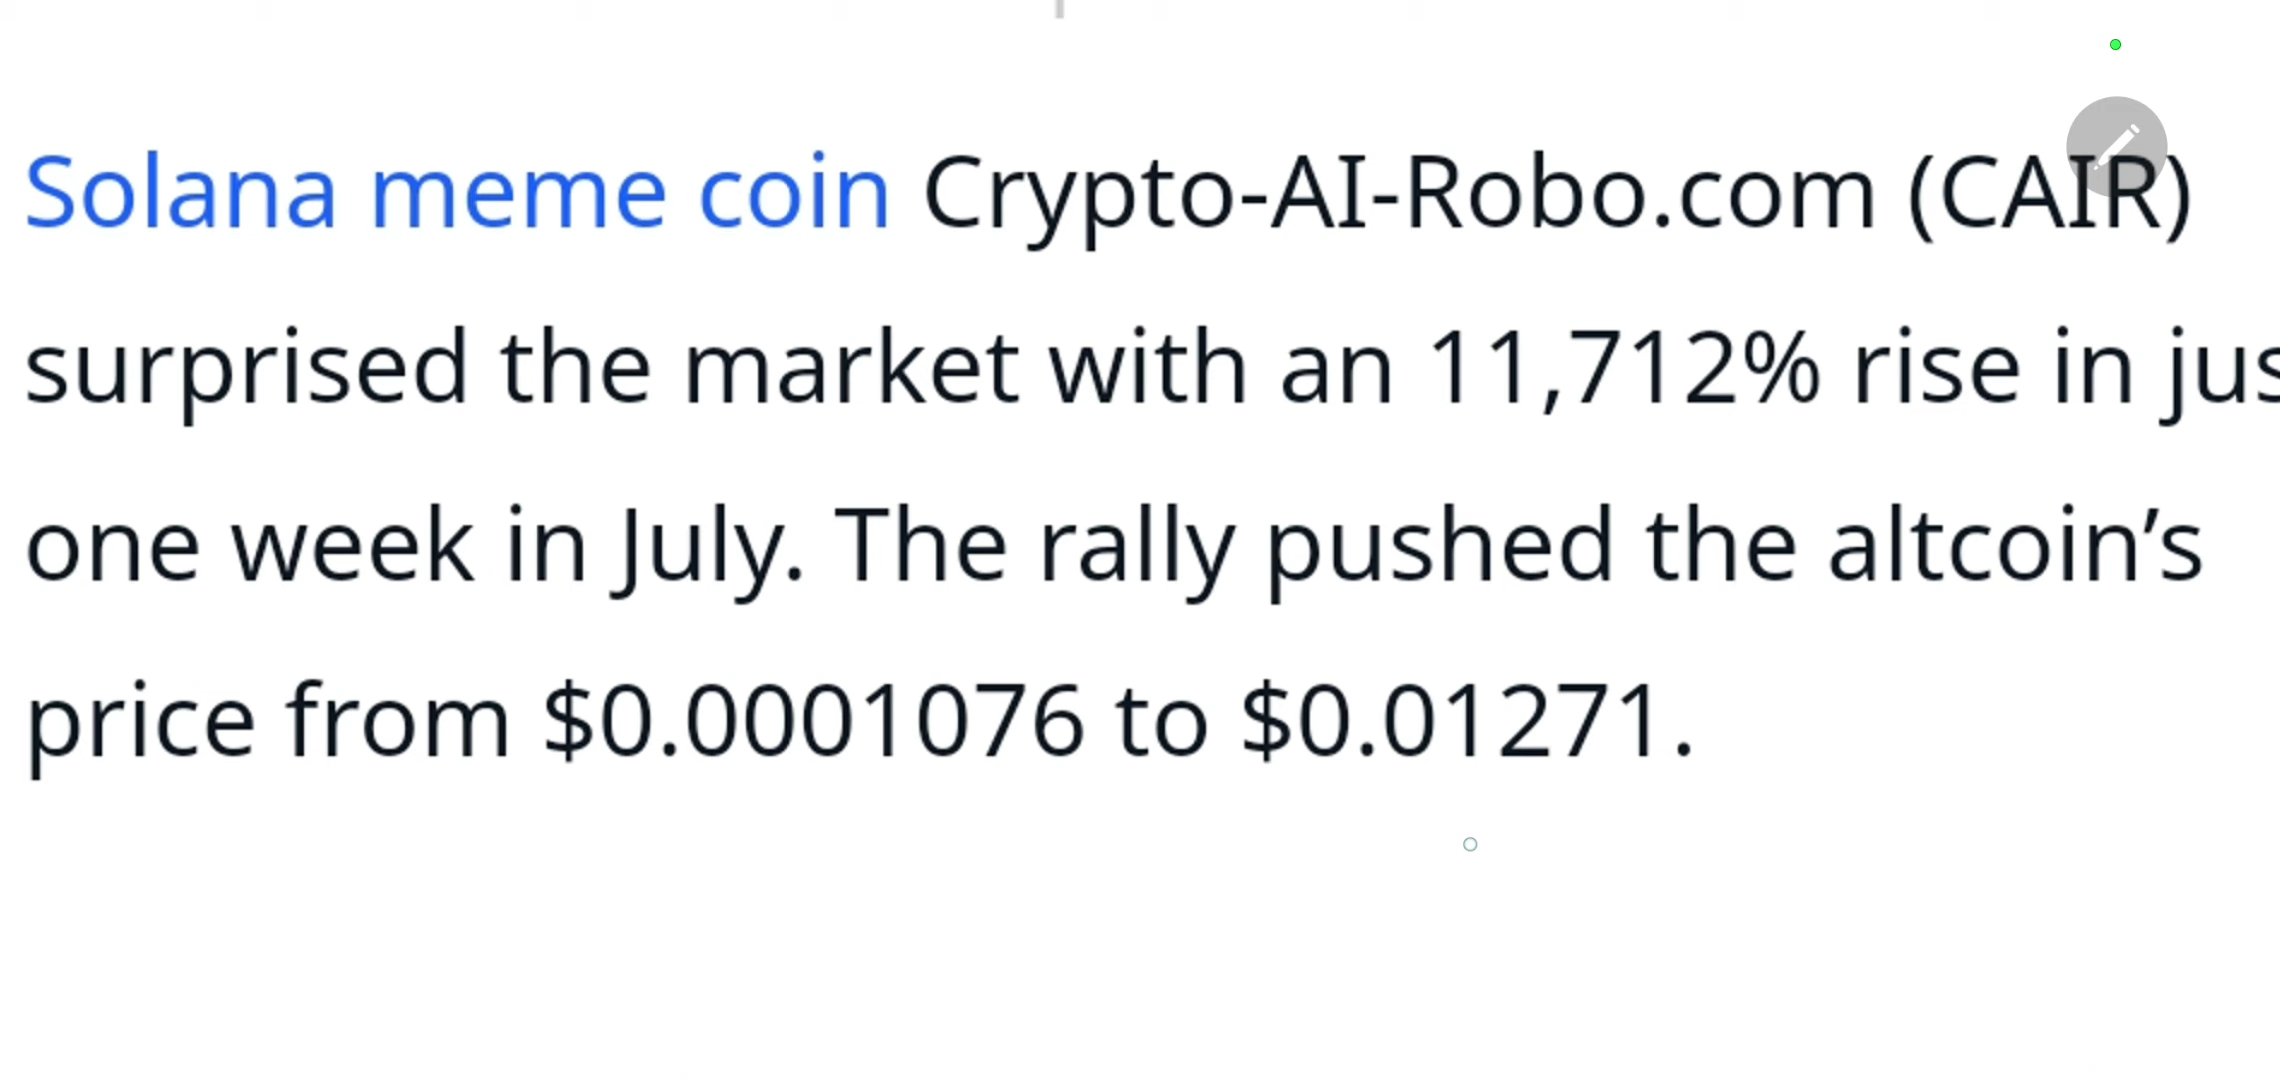 Solana meme coin Crypto-AI-Robo.com (CAIR)
surprised the market with an 11,712% rise in jus
one week in July. The rally pushed the altcoin’s
price from $0.0001076 to $0.01271.